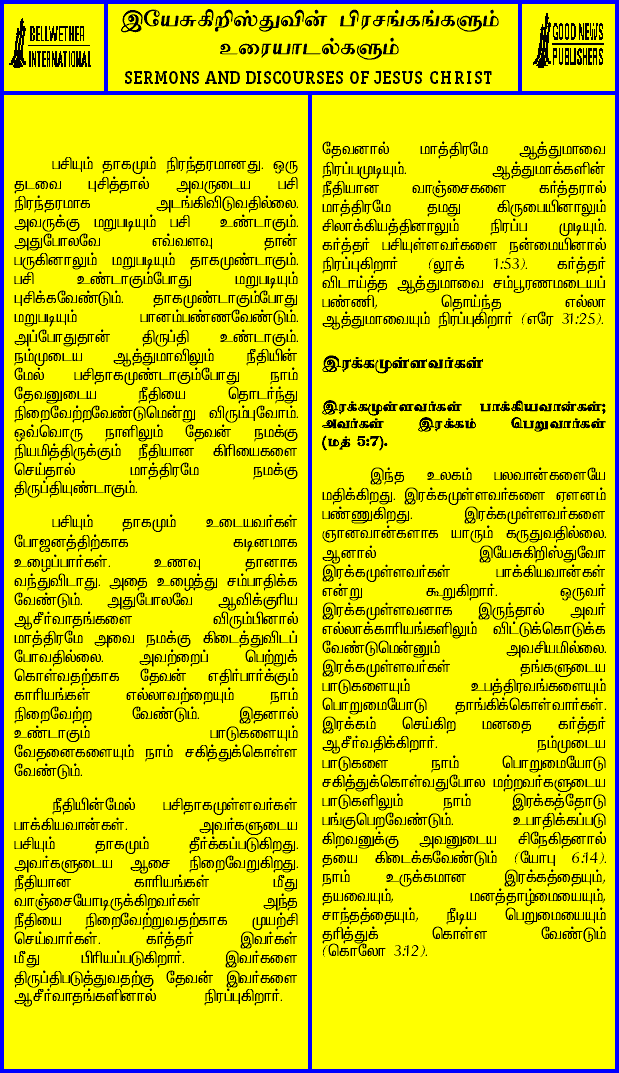 BELLWETHER
INTERNATIONAL
இயேசுகிறிஸ்துவின் பிரசங்கங்களும்
உரையாடல்களும்
SERMONS AND DISCOURSES OF JESUS CHRIST
GOOD NEWS
PUBLISHERS
பசியும் தாகமும் நிரந்தரமானது. ஒரு
தடவை புசித்தால் அவருடைய பசி
நிரந்தரமாக அடங்கிவிடுவதில்லை.
அவருக்கு மறுபடியும் பசி உண்டாகும்.
அதுபோலவே எவ்வளவு தான்
பருகினாலும் மறுபடியும் தாகமுண்டாகும்.
பசி உண்டாகும்போது மறுபடியும்
புசிக்கவேண்டும். தாகமுண்டாகும்போது
மறுபடியும் பானம்பண்ணவேண்டும்.
அப்போதுதான் திருப்தி உண்டாகும்.
நம்முடைய ஆத்துமாவிலும் நீதியின்
மேல் பசிதாகமுண்டாகும்போது நாம்
தேவனுடைய நீதியை தொடர்ந்து
நிறைவேற்றவேண்டுமென்று விரும்புவோம்.
ஒவ்வொரு நாளிலும் தேவன் நமக்கு
நியமித்திருக்கும் நீதியான கிரியைகளை
செய்தால் மாத்திரமே நமக்கு
திருப்தியுண்டாகும்.
பசியும் தாகமும் உடையவர்கள்
போஜனத்திற்காக கடினமாக
உழைப்பார்கள். உணவு தானாக
வந்துவிடாது. அதை உழைத்து சம்பாதிக்க
வேண்டும். அதுபோலவே ஆவிக்குரிய
ஆசீர்வாதங்களை விரும்பினால்
மாத்திரமே அவை நமக்கு கிடைத்துவிடப்
போவதில்லை. அவற்றைப் பெற்றுக்
கொள்வதற்காக தேவன் எதிர்பார்க்கும்
காரியங்கள் எல்லாவற்றையும் நாம்
நிறைவேற்ற வேண்டும். இதனால்
உண்டாகும் பாடுகளையும்
வேதனைகளையும் நாம் சகித்துக்கொள்ள
வேண்டும்.
நீதியின்மேல் பசிதாகமுள்ளவர்கள்
பாக்கியவான்கள். அவர்களுடைய
பசியும் தாகமும் தீர்க்கப்படுகிறது.
அவர்களுடைய ஆசை நிறைவேறுகிறது.
நீதியான காரியங்கள் மீது
வாஞ்சையோடிருக்கிறவர்கள் அந்த
நீதியை நிறைவேற்றுவதற்காக முயற்சி
செய்வார்கள். கர்த்தர் இவர்கள்
மீது பிரியப்படுகிறார். இவர்களை
திருப்திபடுத்துவதற்கு தேவன் இவர்களை
ஆசீர்வாதங்களினால் நிரப்புகிறார்.
தேவனால் மாத்திரமே ஆத்துமாவை
நிரப்பமுடியும். ஆத்துமாக்களின்
நீதியான வாஞ்சைகளை கர்த்தரால்
மாத்திரமே தமது கிருபையினாலும்
சிலாக்கியத்தினாலும் நிரப்ப முடியும்.
கர்த்தர் பசியுள்ளவர்களை நன்மையினால்
நிரப்புகிறார் (லூக் 1:53). கர்த்தர்
விடாய்த்த ஆத்துமாவை சம்பூரணமடையப்
பண்ணி, தொய்ந்த எல்லா
ஆத்துமாவையும் நிரப்புகிறார் (எரே 31:25).
இரக்கமுள்ளவர்கள்
இரக்கமுள்ளவர்கள் பாக்கியவான்கள்;
அவர்கள் இரக்கம் பெறுவார்கள்
(மத் 5:7).
இந்த உலகம் பலவான்களையே
மதிக்கிறது. இரக்கமுள்ளவர்களை ஏளனம்
பண்ணுகிறது. இரக்கமுள்ளவர்களை
ஞானவான்களாக யாரும் கருதுவதில்லை.
ஆனால் இயேசுகிறிஸ்துவோ
இரக்கமுள்ளவர்கள் பாக்கியவான்கள்
என்று கூறுகிறார். ஒருவர்
இரக்கமுள்ளவனாக இருந்தால் அவர்
எல்லாக்காரியங்களிலும் விட்டுக்கொடுக்க
வேண்டுமென்னும் அவசியமில்லை.
இரக்கமுள்ளவர்கள் தங்களுடைய
பாடுகளையும் உபத்திரவங்களையும்
பொறுமையோடு தாங்கிக்கொள்வார்கள்.
இரக்கம் செய்கிற மனதை கர்த்தர்
ஆசீர்வதிக்கிறார். நம்முடைய
பாடுகளை நாம் பொறுமையோடு
சகித்துக்கொள்வதுபோல மற்றவர்களுடைய
பாடுகளிலும் நாம் இரக்கத்தோடு
பங்குபெறவேண்டும். உபாதிக்கப்படு
கிறவனுக்கு அவனுடைய சிநேகிதனால்
தயை கிடைக்கவேண்டும் (யோபு 6:14).
நாம் உருக்கமான இரக்கத்தையும்,
தயவையும், மனத்தாழ்மையையும்,
சாந்தத்தையும், நீடிய பொறுமையையும்
தரித்துக் கொள்ள வேண்டும்
(கொலோ 3:12).